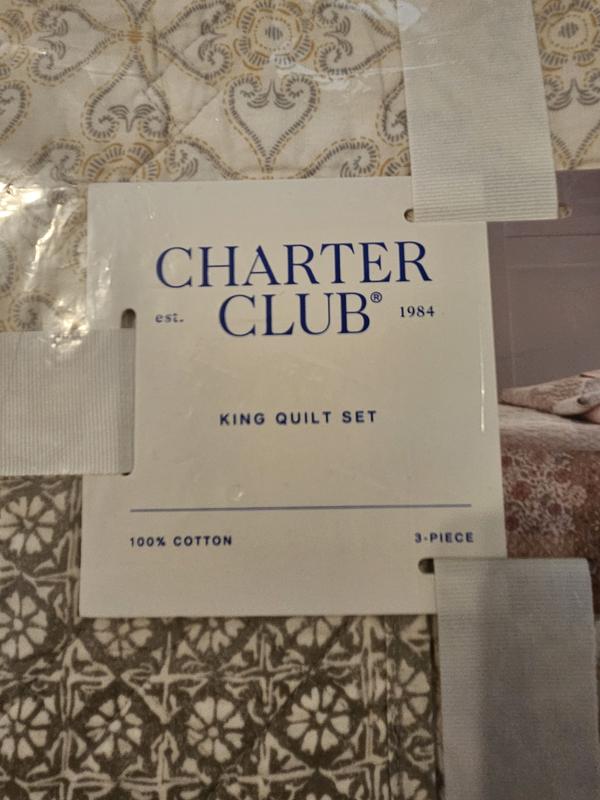 CHARTER
est. CLUB® 1984
KING QUILT SET
100% COTTON 3-PIECE